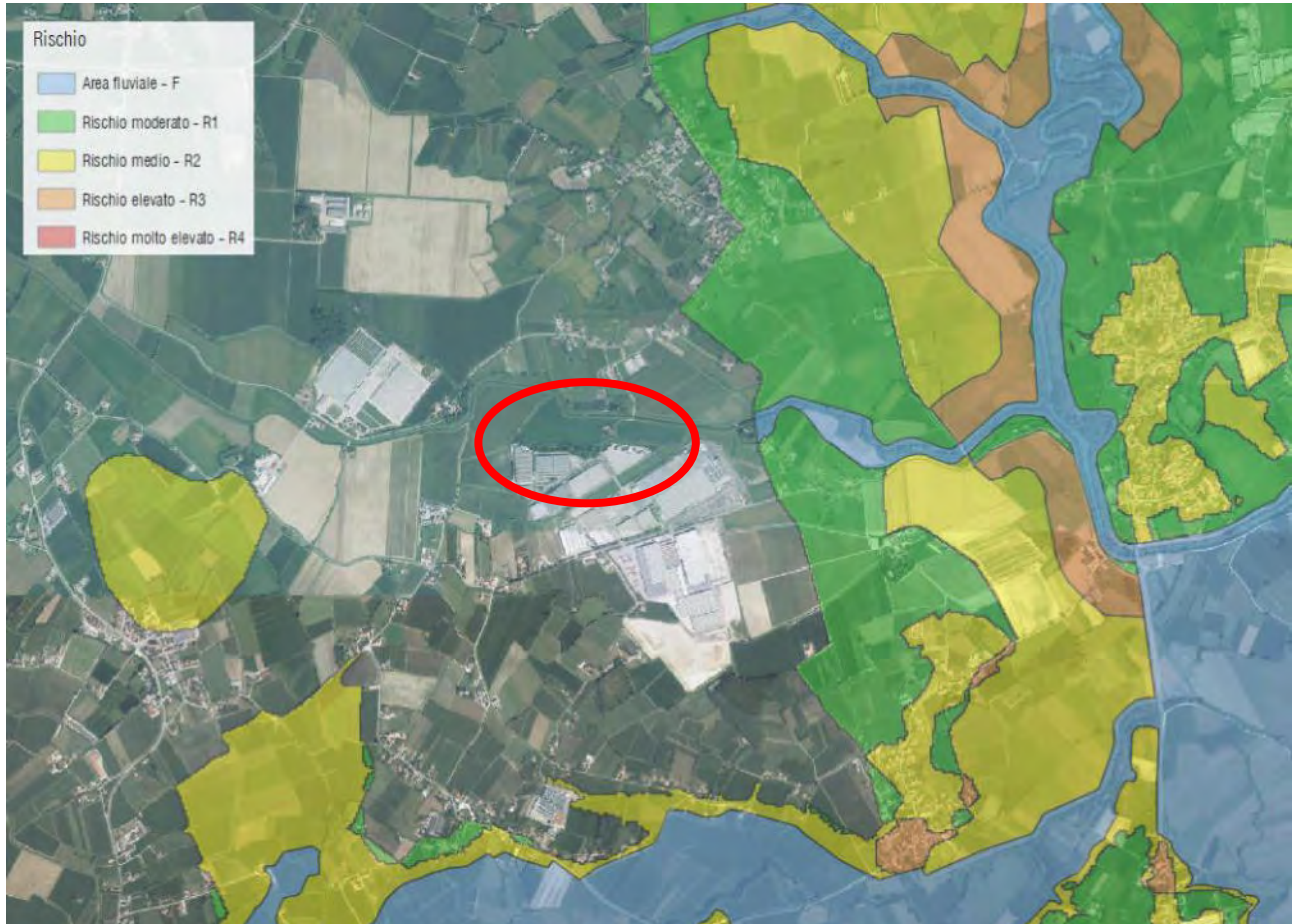 Rischio
Area fluviale - F
Rischio moderato - R1
Rischio medio - R2
Rischio elevato - R3
Rischio molto elevato - R4